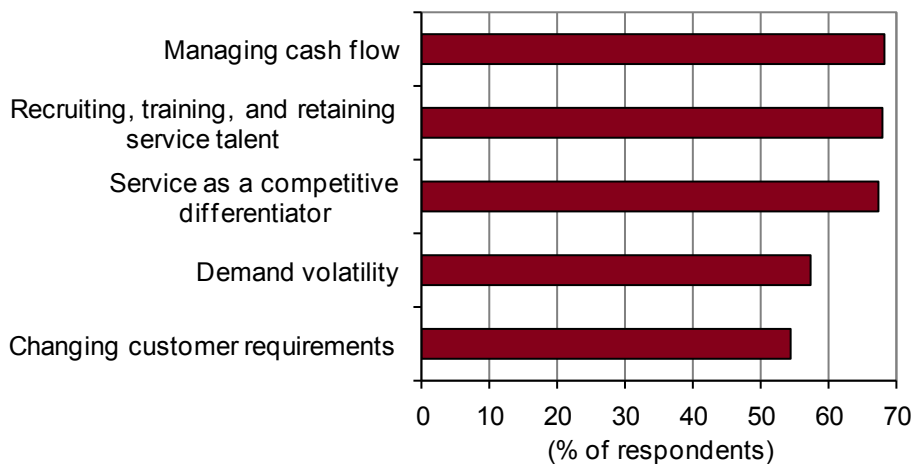 Managing cash flow
Recruiting, training, and retaining
service talent
Service as a competitive
differentiator
Demand volatility
Changing customer requirements
0 10 20 30 40 50 60 70
(% of respondents)